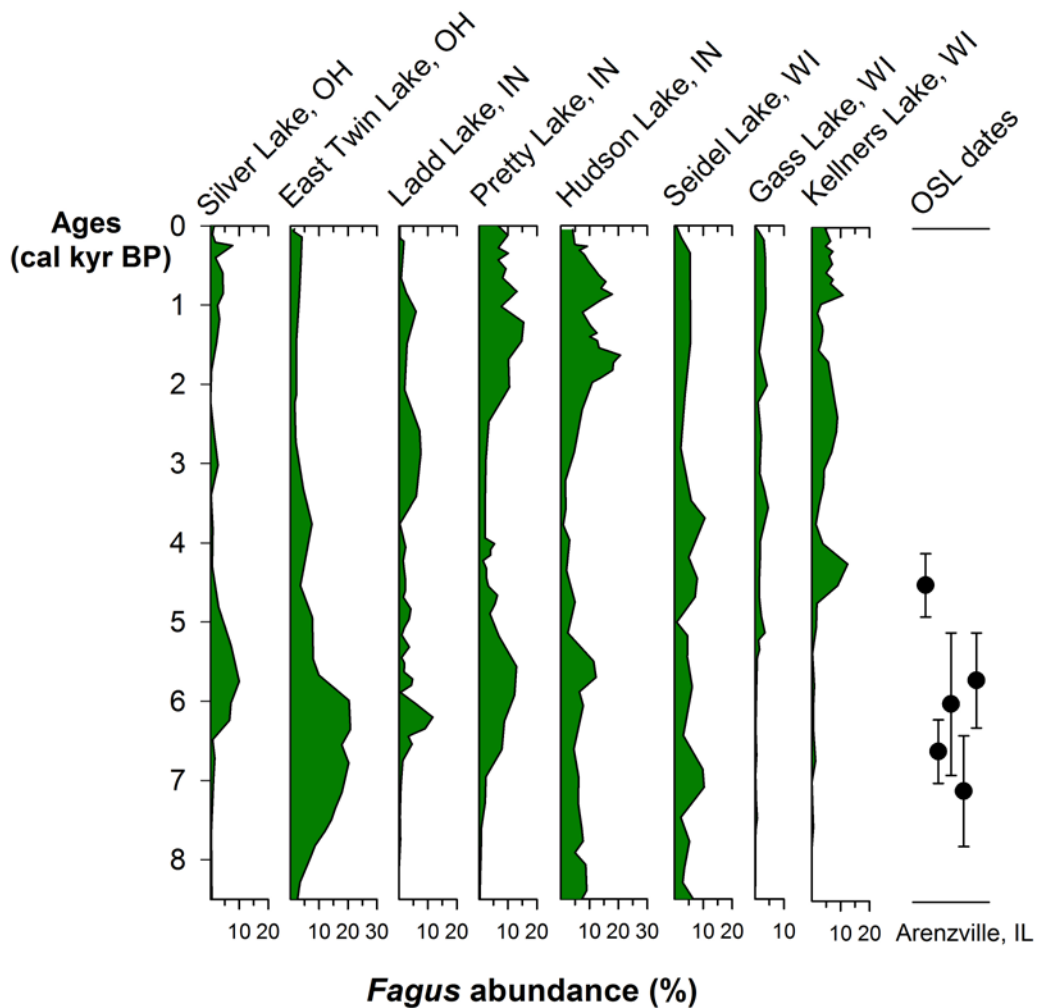 Silver Lake, OH
East Twin Lake, OH
Ladd Lake, IN
Pretty Lake, IN
Hudson Lake, IN
Seidel Lake, WI
Gass Lake, WI
Kellners Lake, WI
OSL dates
Ages
(cal kyr BP)
0
1
2
3
4
5
6
7
8
10 20
10 20 30
10 20
10 20
10 20 30
10 20
10
10 20
Arenzville, IL
Fagus abundance (%)